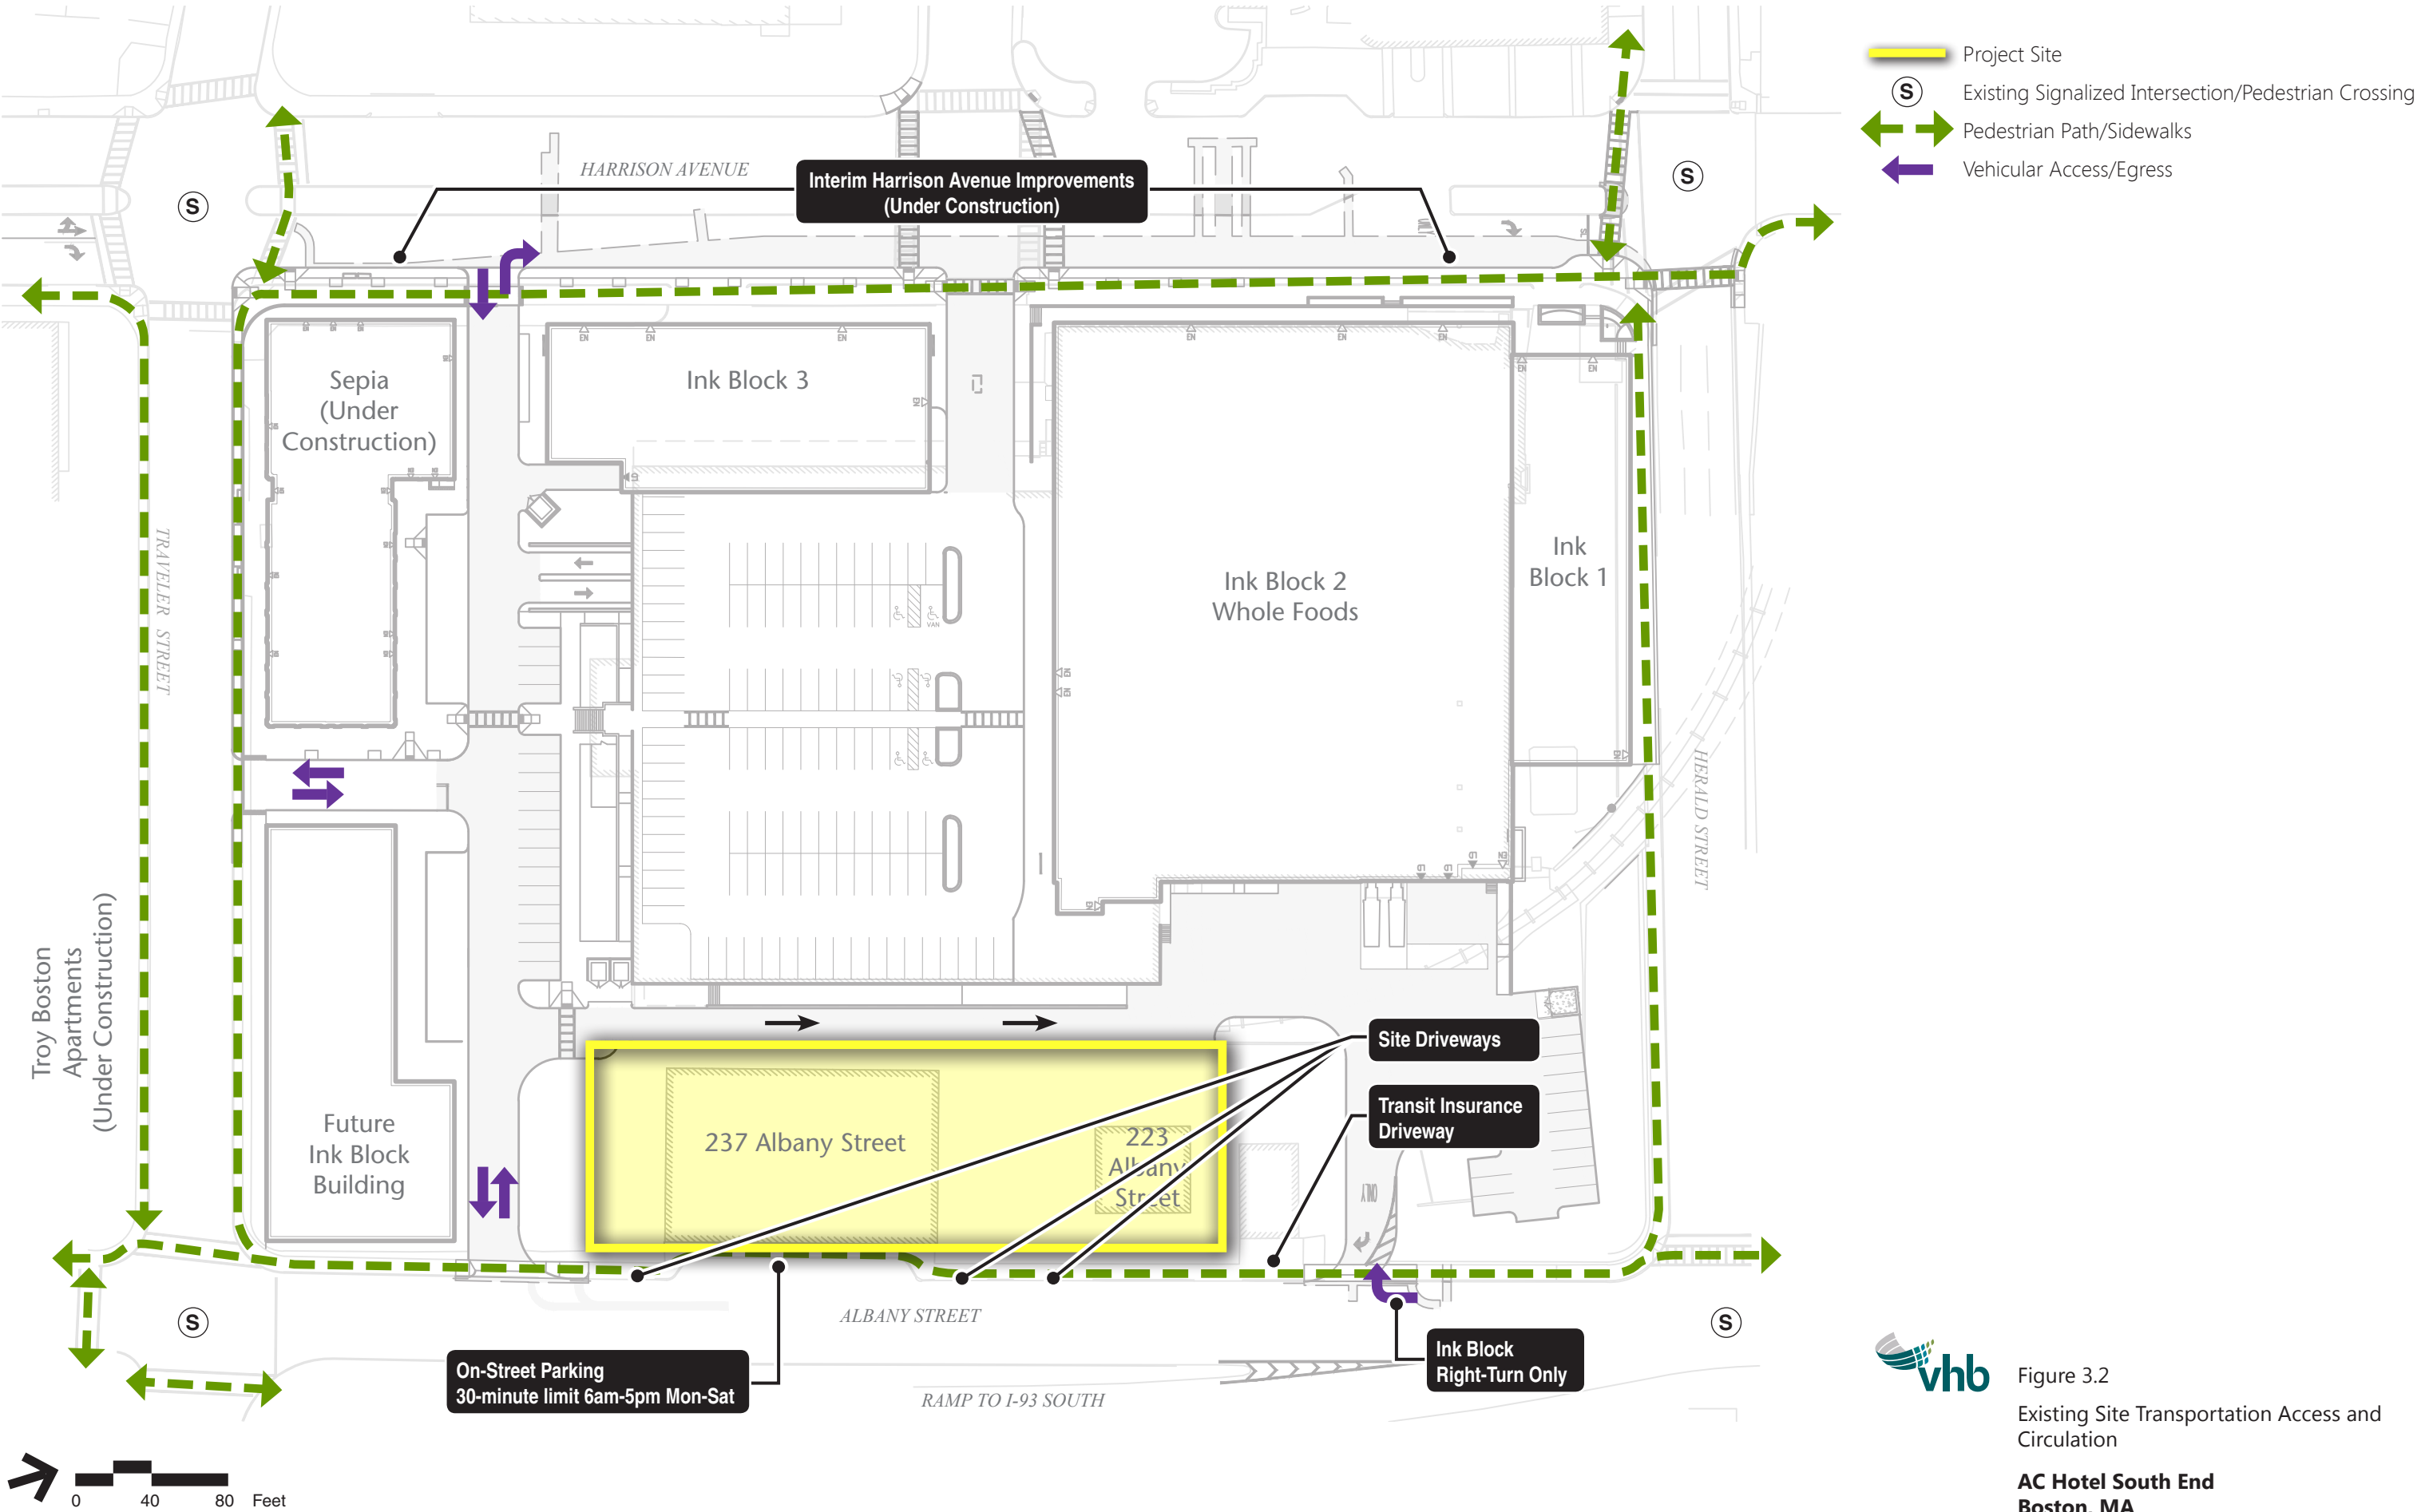 Project Site
S
Existing Signalized Intersection/Pedestrian Crossing
Pedestrian Path/Sidewalks
Vehicular Access/Egress
HARRISON AVENUE
Interim Harrison Avenue Improvements
(Under Construction)
S
S
Sepia
(Under
Construction)
Ink Block 3
Ink Block 2
Whole Foods
Ink
Block 1
TRAVELER STREET
HERALD STREET
VAN
Troy Boston
Apartments
(Under Construction)
Future
Ink Block
Building
237 Albany Street
223
Albany
Street
Site Driveways
Transit Insurance
Driveway
ONLY
S
S
ALBANY STREET
On-Street Parking
30-minute limit 6am-5pm Mon-Sat
Ink Block
Right-Turn Only
RAMP TO I-93 SOUTH
0 40 80 Feet
vhb
Figure 3.2
Existing Site Transportation Access and
Circulation
AC Hotel South End
Boston, MA